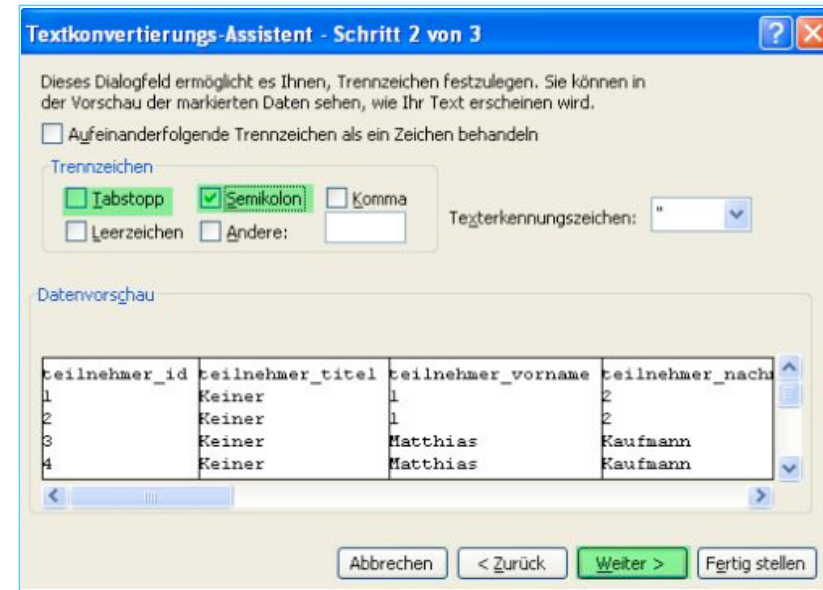 Textkonvertierungs-Assistent - Schritt 2 von 3
Dieses Dialogfeld ermöglicht es Ihnen, Trennzeichen festzulegen. Sie können in
der Vorschau der markierten Daten sehen, wie Ihr Text erscheinen wird.
Aufeinanderfolgende Trennzeichen als ein Zeichen behandeln
Trennzeichen
Tabstopp Semikolon Komma
Leerzeichen Andere:
Texterkennungszeichen: "
Datenvorschau
teilnehmer_id teilnehmer_titel teilnehmer_vorname teilnehmer_nach
1 Keiner 1 2
2 Keiner 1 2
3 Keiner Matthias Kaufmann
4 Keiner Matthias Kaufmann
Abbrechen < Zurück Weiter > Fertig stellen